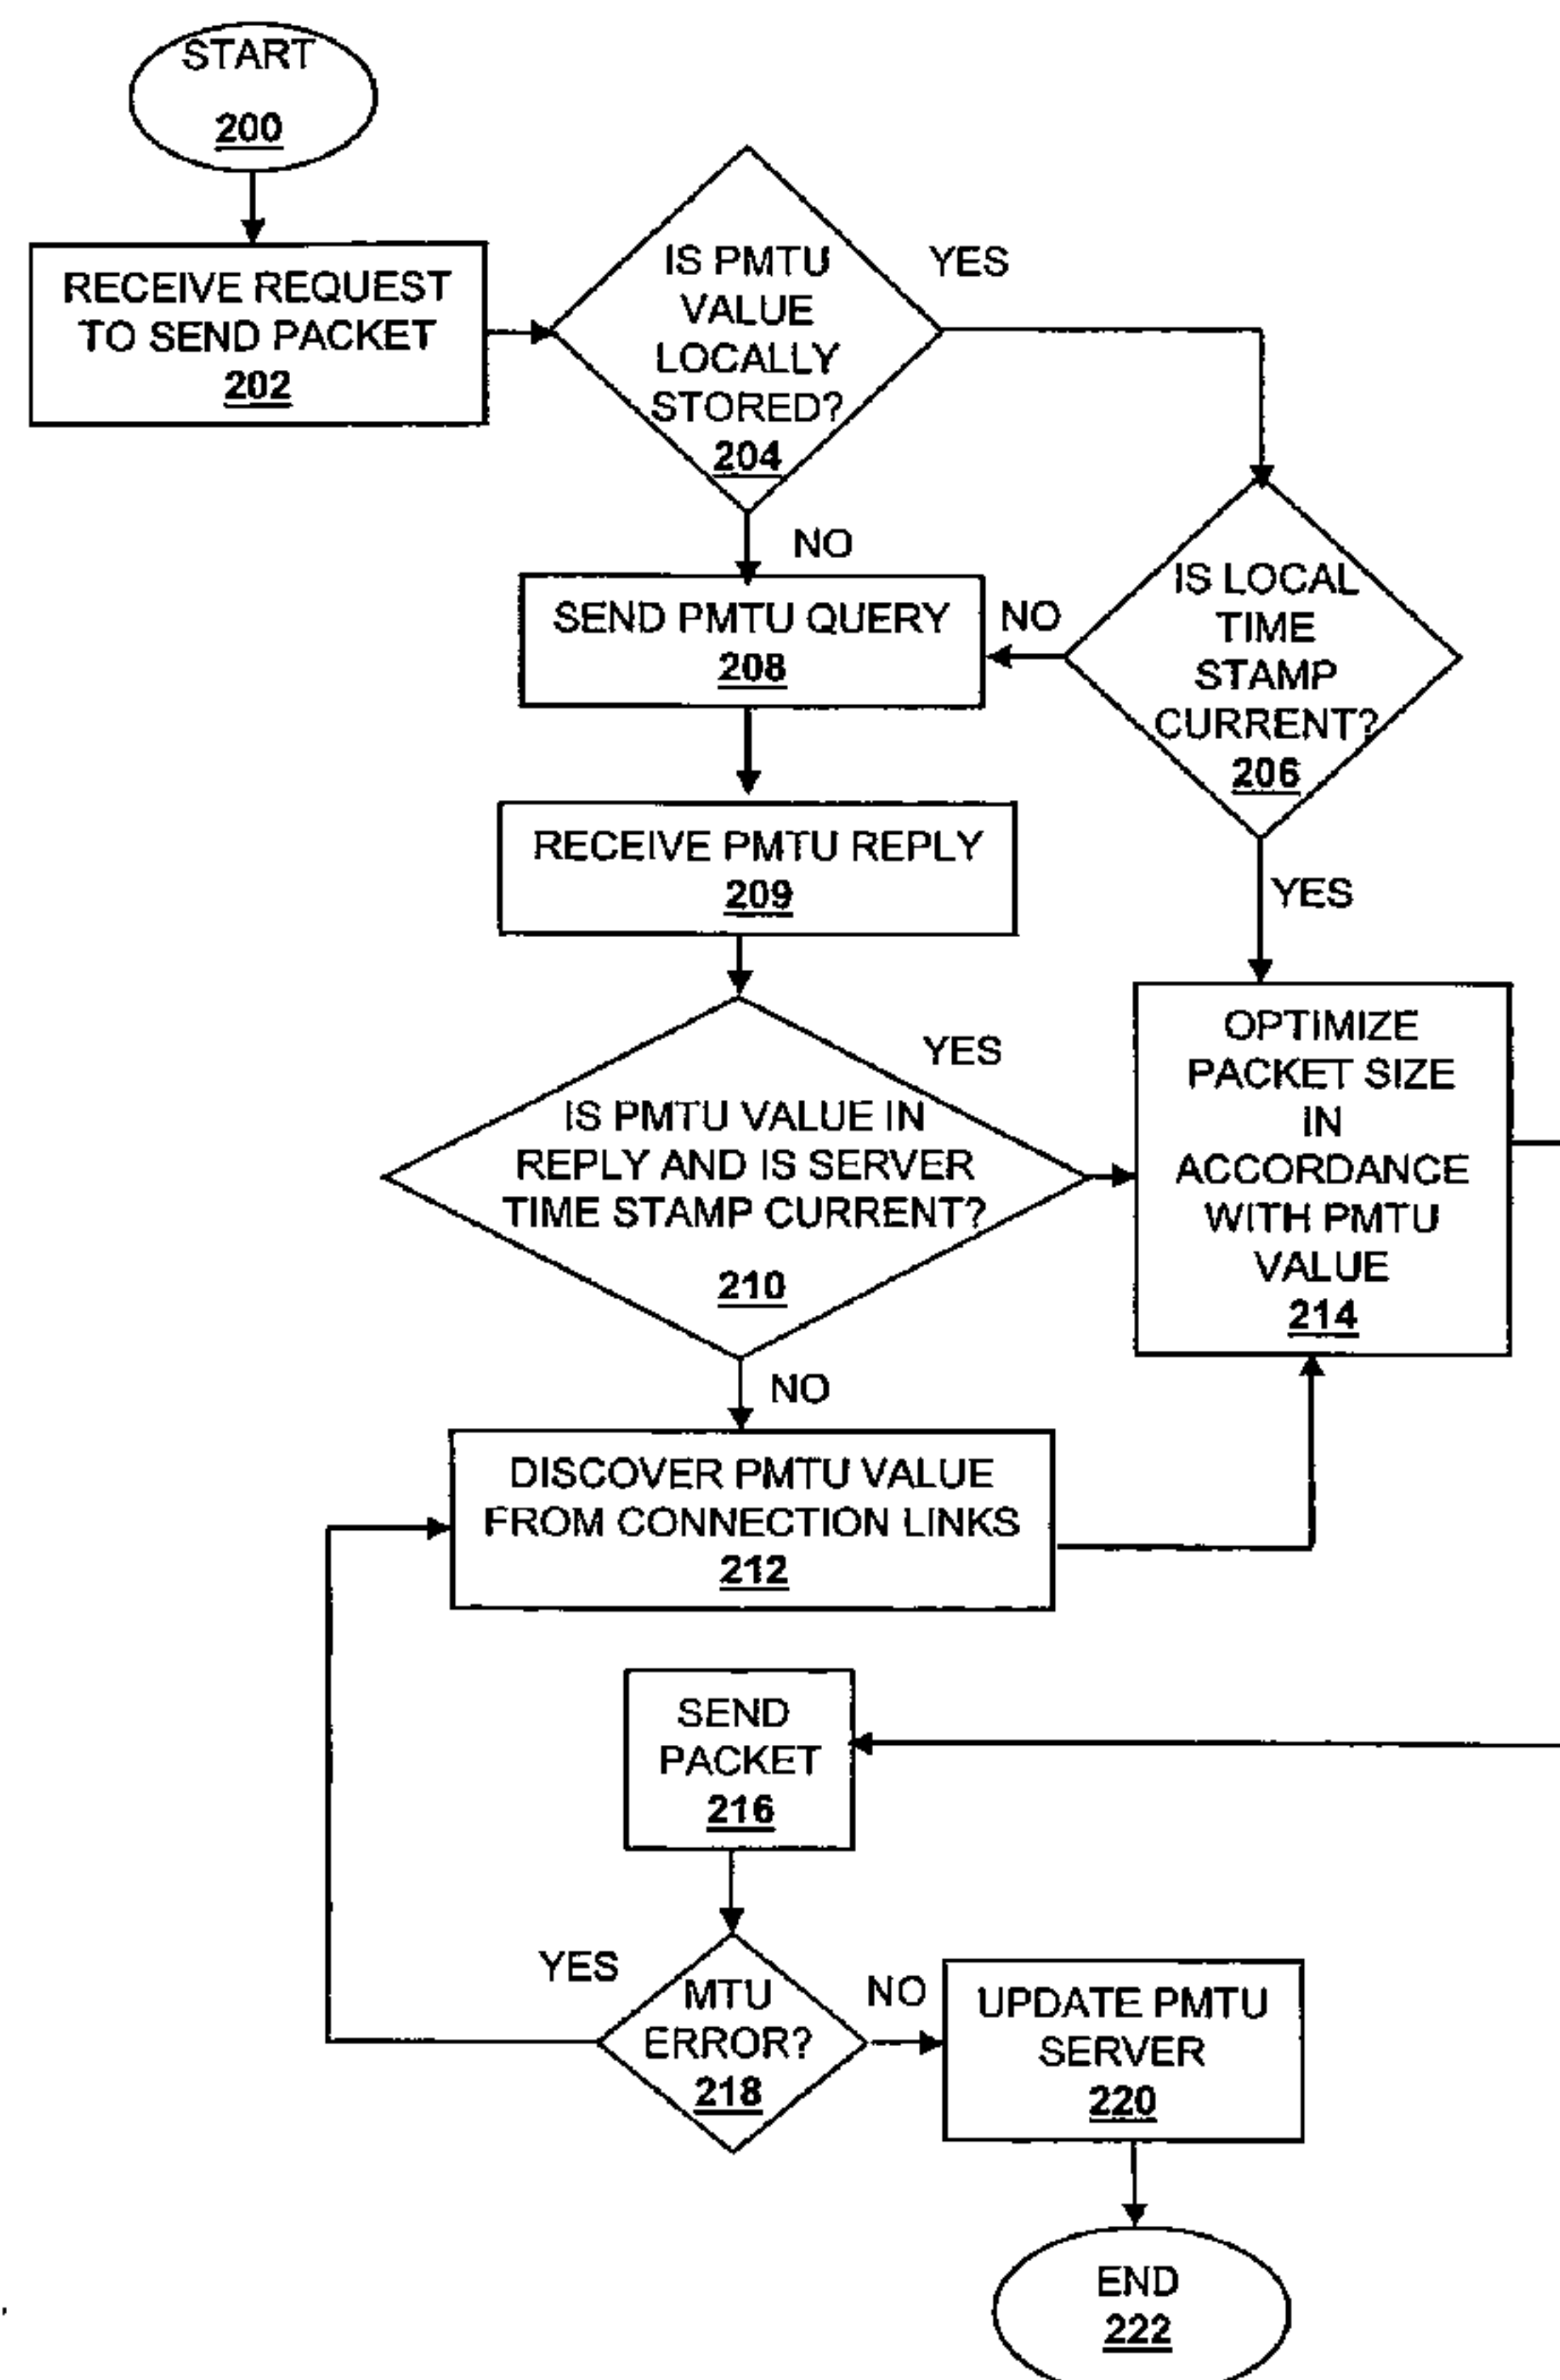 START
200
RECEIVE REQUEST
TO SEND PACKET
202
IS PMTU
VALUE
LOCALLY
STORED?
204
YES
NO
IS LOCAL
TIME
STAMP
CURRENT?
206
NO
YES
SEND PMTU QUERY
208
RECEIVE PMTU REPLY
209
IS PMTU VALUE IN
REPLY AND IS SERVER
TIME STAMP CURRENT?
210
YES
NO
OPTIMIZE
PACKET SIZE
IN
ACCORDANCE
WITH PMTU
VALUE
214
DISCOVER PMTU VALUE
FROM CONNECTION LINKS
212
SEND
PACKET
216
YES
MTU
ERROR?
218
NO
UPDATE PMTU
SERVER
220
END
222